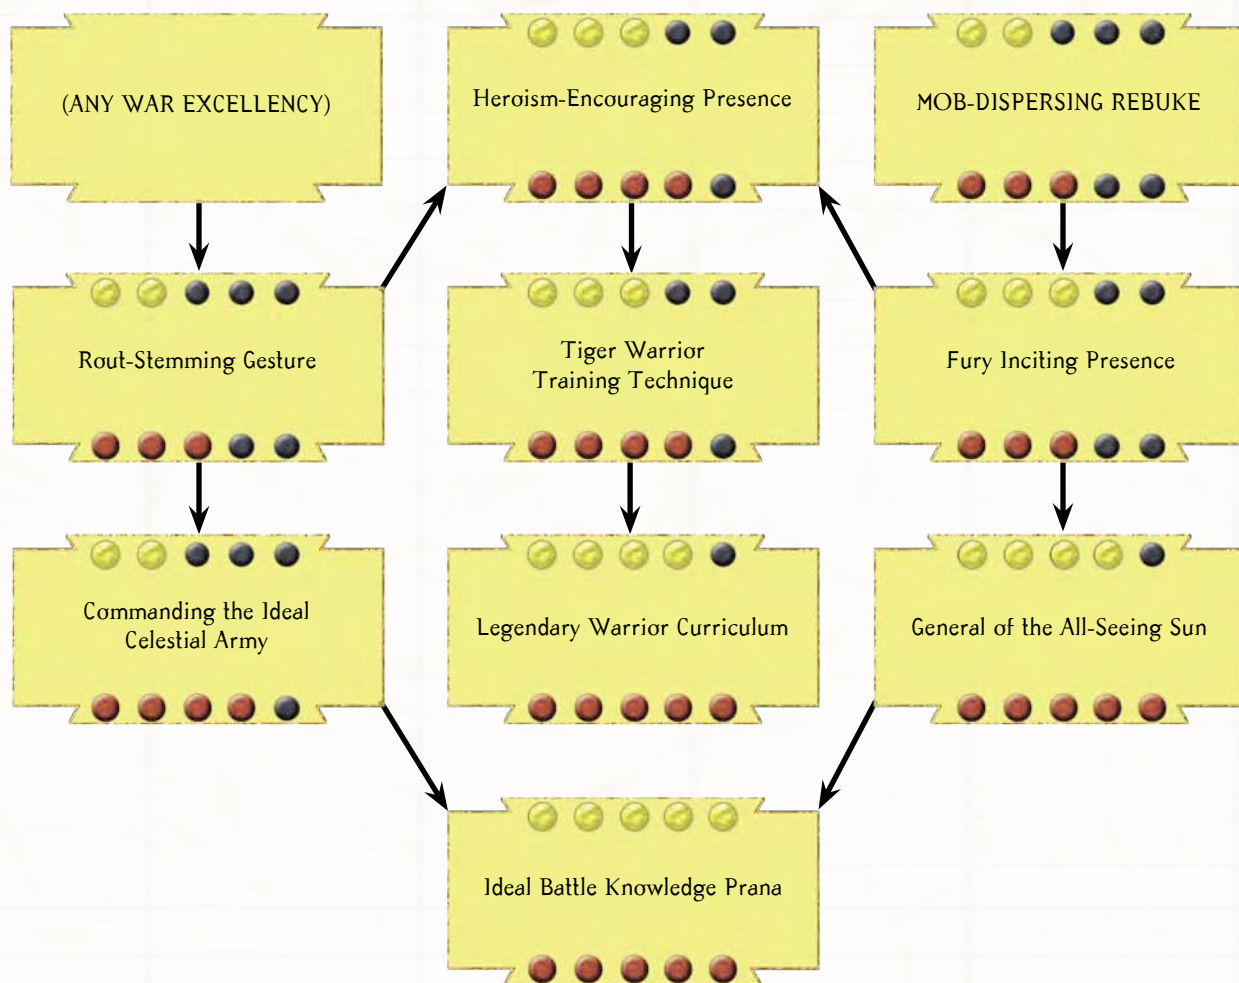 (ANY WAR EXCELLENCY)
Heroism-Encouraging Presence
MOB-DISPERSING REBUKE
Rout-Stemming Gesture
Tiger Warrior
Training Technique
Fury Inciting Presence
Commanding the Ideal
Celestial Army
Legendary Warrior Curriculum
General of the All-Seeing Sun
Ideal Battle Knowledge Prana